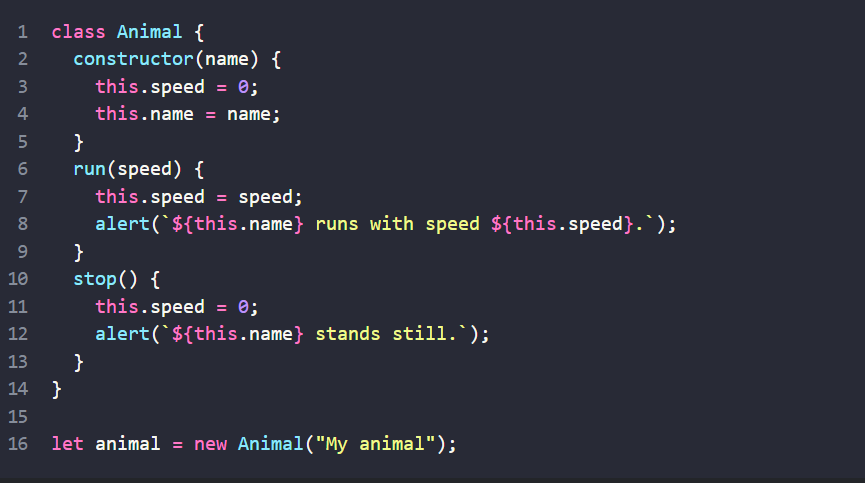 1 class Animal {
2   constructor(name) {
3     this.speed = 0;
4     this.name = name;
5   }
6   run(speed) {
7     this.speed = speed;
8     alert(`${this.name} runs with speed ${this.speed}.`);
9   }
10   stop() {
11     this.speed = 0;
12     alert(`${this.name} stands still.`);
13   }
14 }
15
16 let animal = new Animal("My animal");